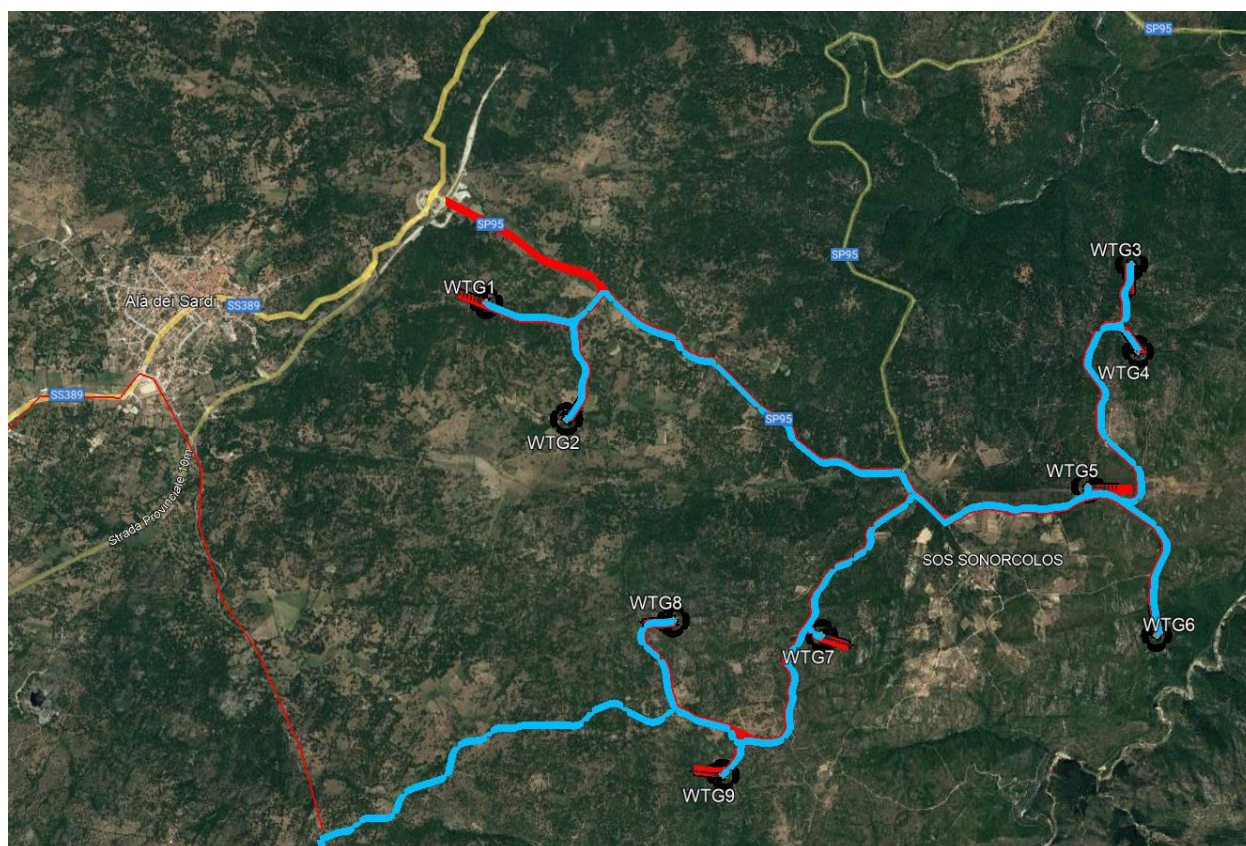 SP95
SP95
SP95
WTG3
WTG1
Alà dei Sardi
SS389
WTG4
SS389
SP95
WTG2
WTG5
Strada Provinciale 10m
SOS SONORCOLOS
WTG8
WTG6
WTG7
WTG9